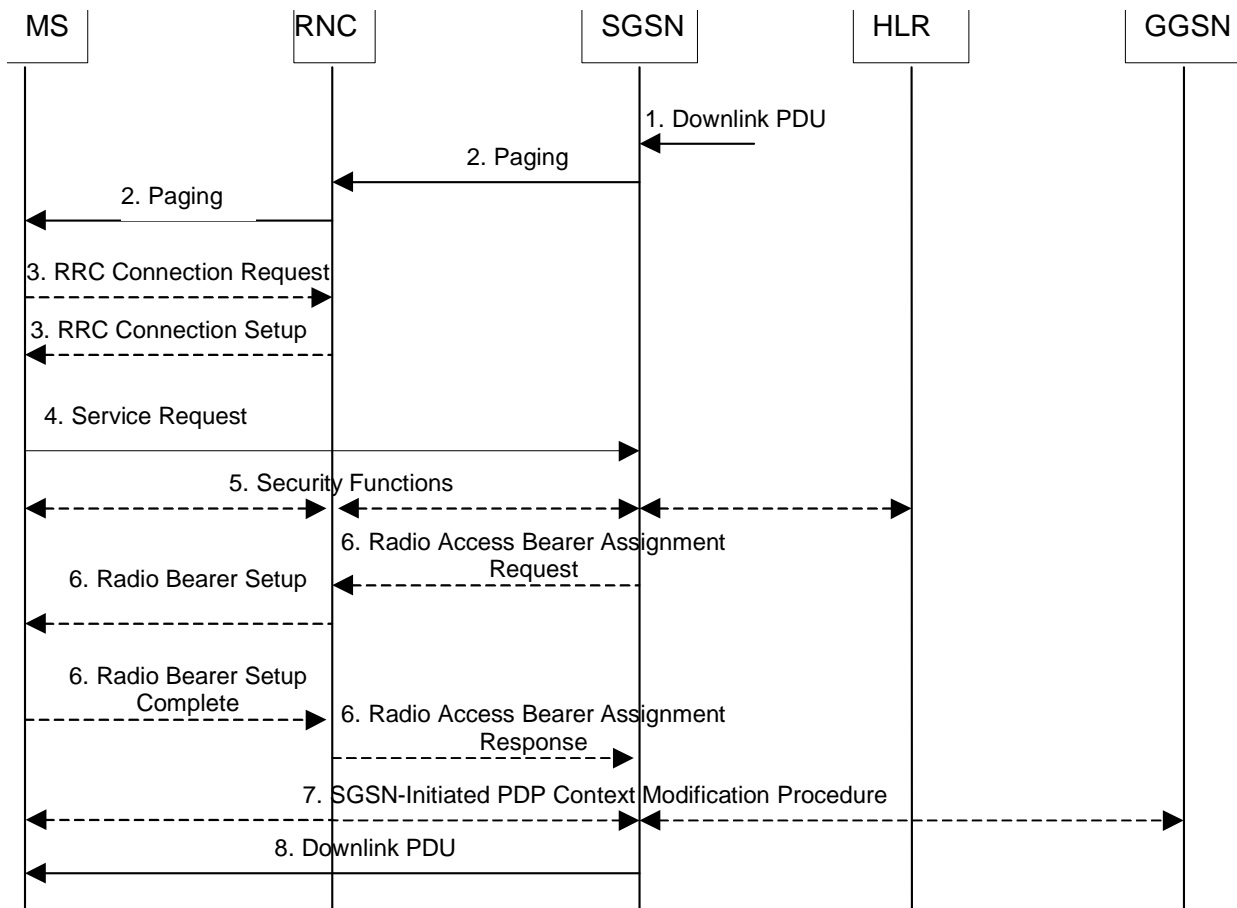 MS
RNC
SGSN
HLR
GGSN
1. Downlink PDU
2. Paging
2. Paging
3. RRC Connection Request
3. RRC Connection Setup
4. Service Request
5. Security Functions
6. Radio Access Bearer Assignment
Request
6. Radio Bearer Setup
6. Radio Bearer Setup
Complete
6. Radio Access Bearer Assignment
Response
7. SGSN-Initiated PDP Context Modification Procedure
8. Downlink PDU